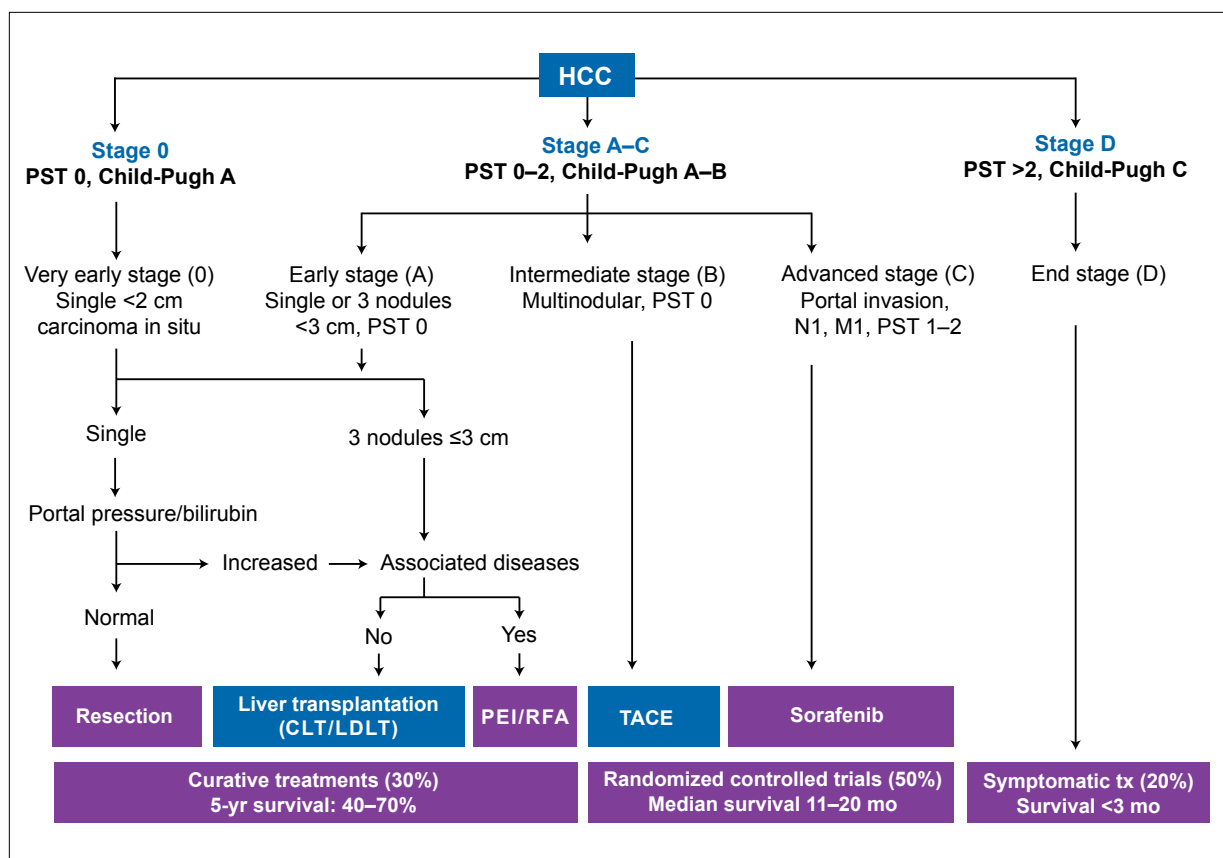 HCC
Stage 0
PST 0, Child-Pugh A
Stage A–C
PST 0–2, Child-Pugh A–B
Stage D
PST >2, Child-Pugh C
Very early stage (0)
Single <2 cm
carcinoma in situ
Early stage (A)
Single or 3 nodules
<3 cm, PST 0
Intermediate stage (B)
Multinodular, PST 0
Advanced stage (C)
Portal invasion,
N1, M1, PST 1–2
End stage (D)
Single
3 nodules ≤3 cm
Portal pressure/bilirubin
Increased
Associated diseases
Normal
No
Yes
Resection
Liver transplantation
(CLT/LDLT)
PEI/RFA
TACE
Sorafenib
Curative treatments (30%)
5-yr survival: 40–70%
Randomized controlled trials (50%)
Median survival 11–20 mo
Symptomatic tx (20%)
Survival <3 mo